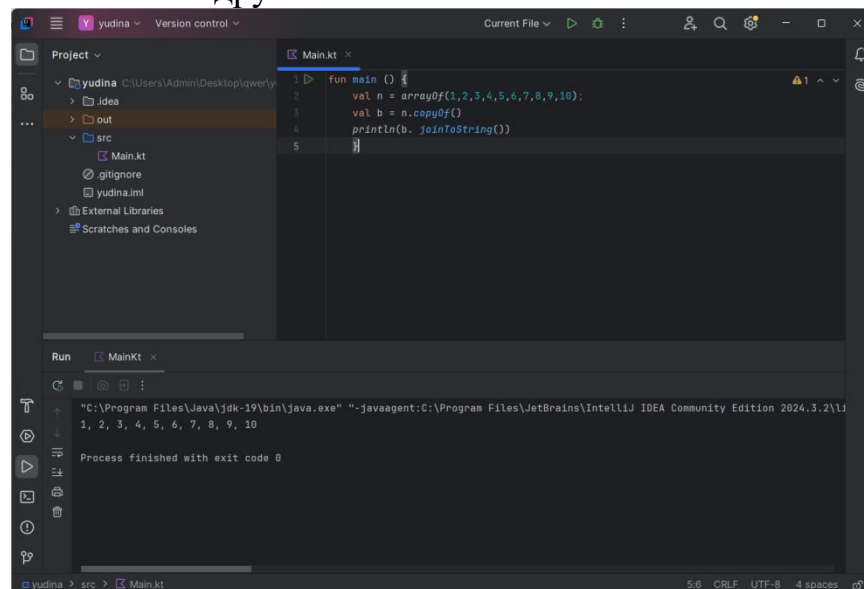 yudina Version control Current File
Project
Main.kt
yudina C:\Users\Admin\Desktop\qwer\y
.idea
out
src
Main.kt
.gitignore
yudina.iml
External Libraries
Scratches and Consoles
1 fun main () {
2 val n = arrayOf(1,2,3,4,5,6,7,8,9,10);
3 val b = n.copyOf()
4 println(b. joinToString())
5 }
1
Run MainKt
"C:\Program Files\Java\jdk-19\bin\java.exe" "-javaagent:C:\Program Files\JetBrains\IntelliJ IDEA Community Edition 2024.3.2\li
1, 2, 3, 4, 5, 6, 7, 8, 9, 10
Process finished with exit code 0
yudina > src > Main.kt 5:6 CRLF UTF-8 4 spaces